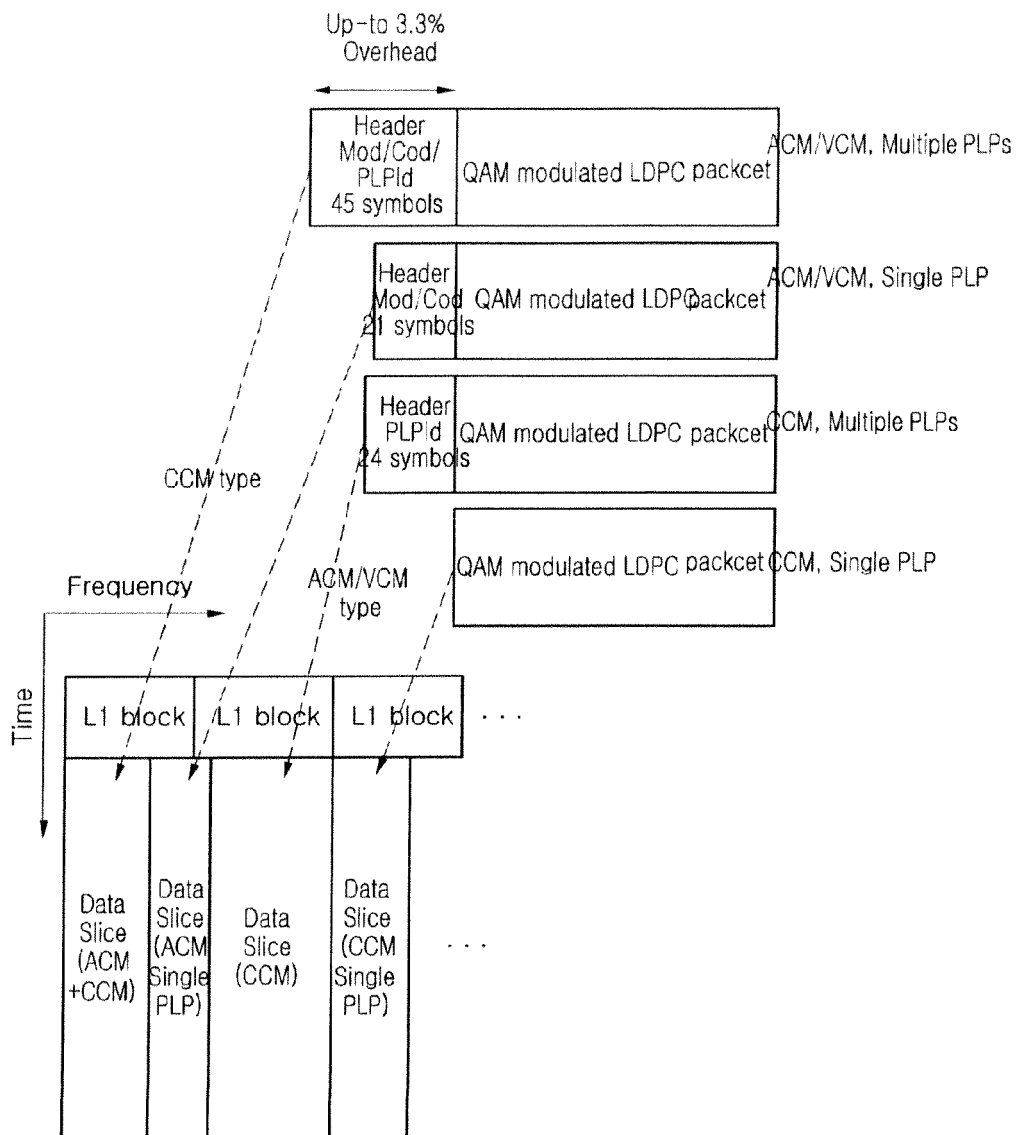 Up-to 3.3%
Overhead
Header
Mod/Cod/
PLPId
45 symbols
QAM modulated LDPC packcet
ACM/VCM, Multiple PLPs
Header
Mod/Cod
21 symbols
QAM modulated LDPC packcet
ACM/VCM, Single PLP
Header
PLPId
24 symbols
QAM modulated LDPC packcet
CCM, Multiple PLPs
CCM type
QAM modulated LDPC packcet
CCM, Single PLP
ACM/VCM
type
Frequency
Time
L1 block
L1 block
L1 block
...
Data
Slice
(ACM
+CCM)
Data
Slice
(ACM
Single
PLP)
Data
Slice
(CCM)
Data
Slice
(CCM
Single
PLP)
...